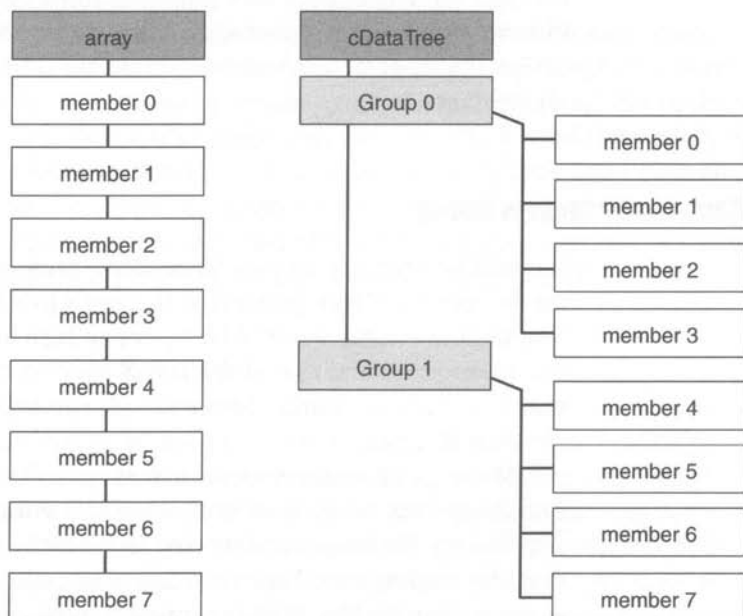 array
member 0
member 1
member 2
member 3
member 4
member 5
member 6
member 7
cDataTree
Group 0
member 0
member 1
member 2
member 3
Group 1
member 4
member 5
member 6
member 7